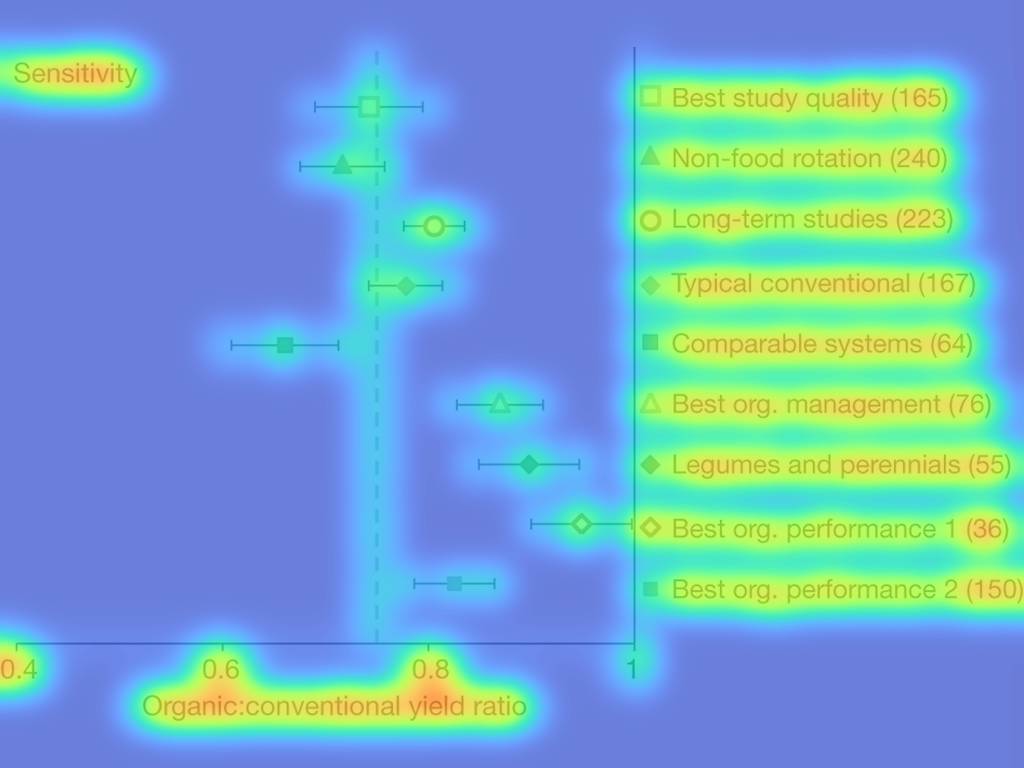 Sensitivity
Best study quality (165)
Non-food rotation (240)
Long-term studies (223)
Typical conventional (167)
Comparable systems (64)
Best org. management (76)
Legumes and perennials (55)
Best org. performance 1 (36)
Best org. performance 2 (150)
0.4 0.6 0.8 1
Organic:conventional yield ratio